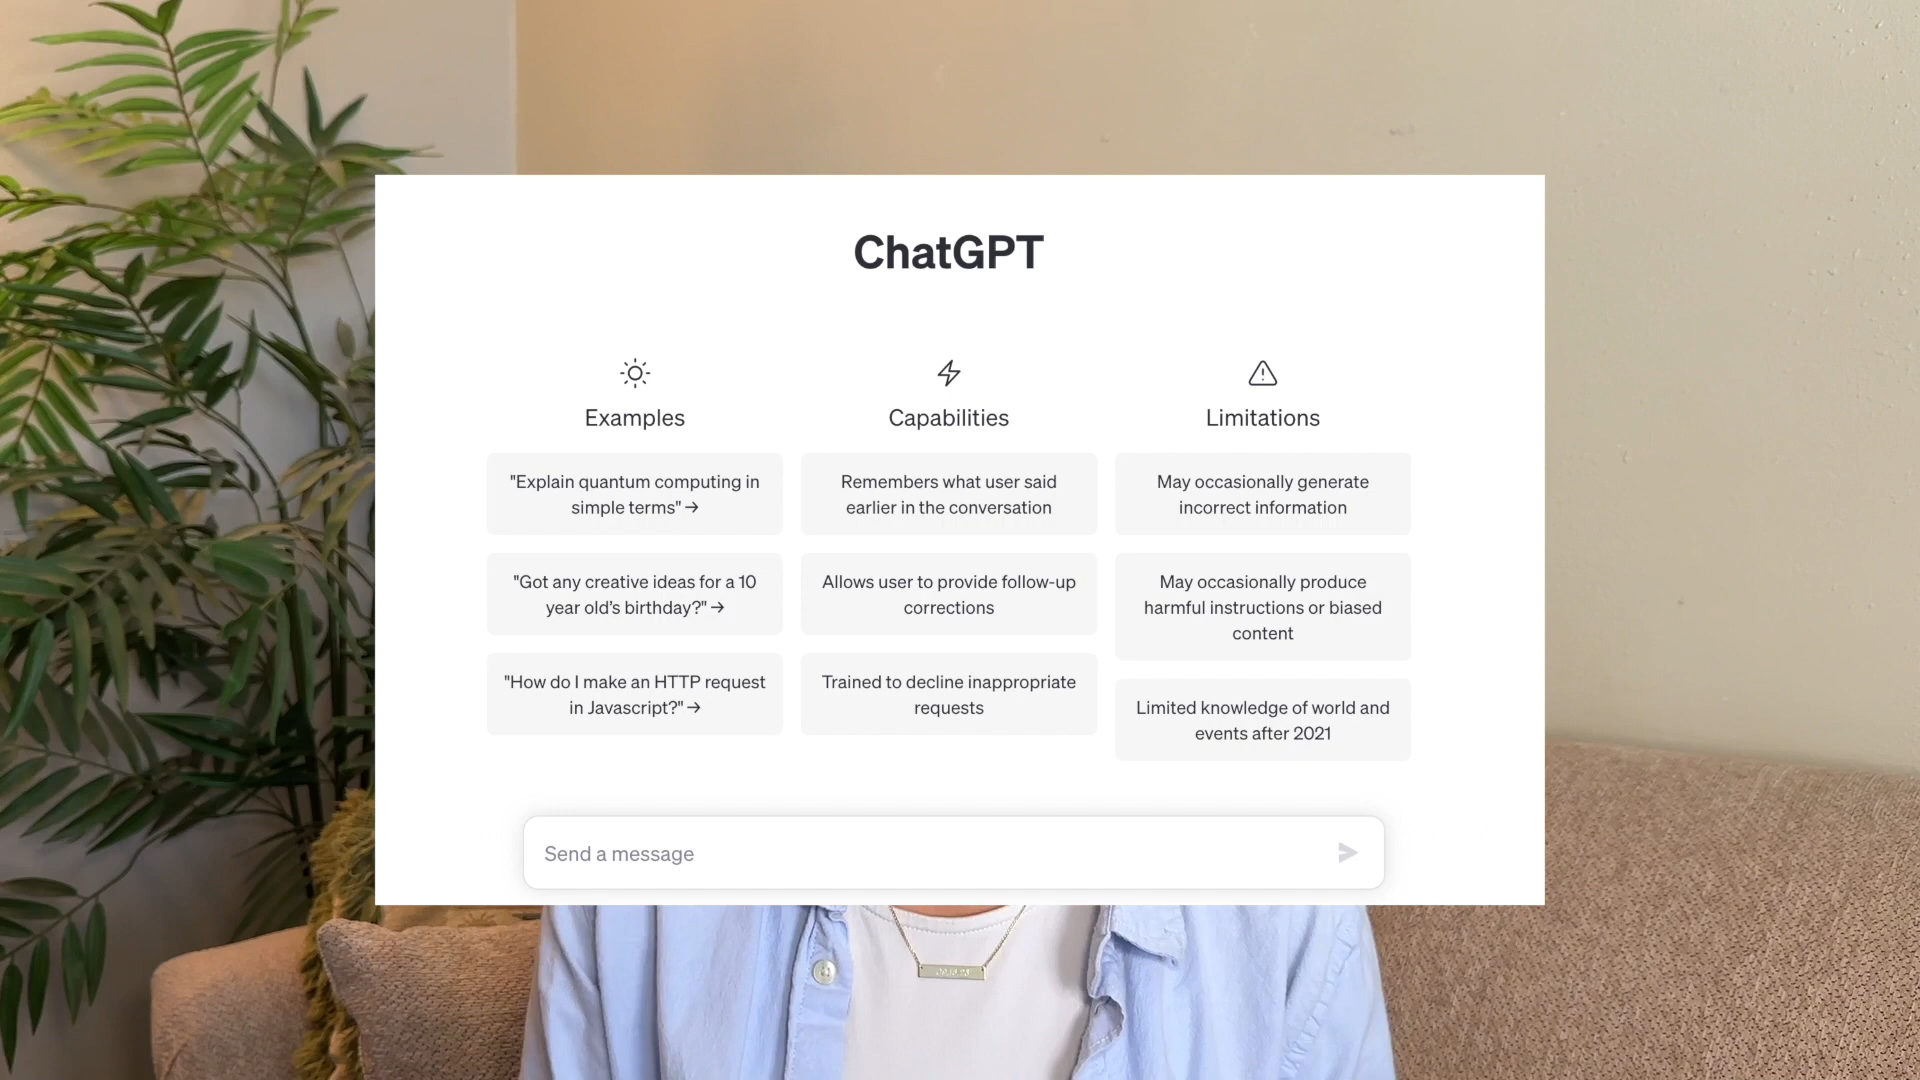 ChatGPT
Examples
"Explain quantum computing in
simple terms" →
"Got any creative ideas for a 10
year old's birthday?" →
"How do I make an HTTP request
in Javascript?" →
Capabilities
Remembers what user said
earlier in the conversation
Allows user to provide follow-up
corrections
Trained to decline inappropriate
requests
Limitations
May occasionally generate
incorrect information
May occasionally produce
harmful instructions or biased
content
Limited knowledge of world and
events after 2021
Send a message